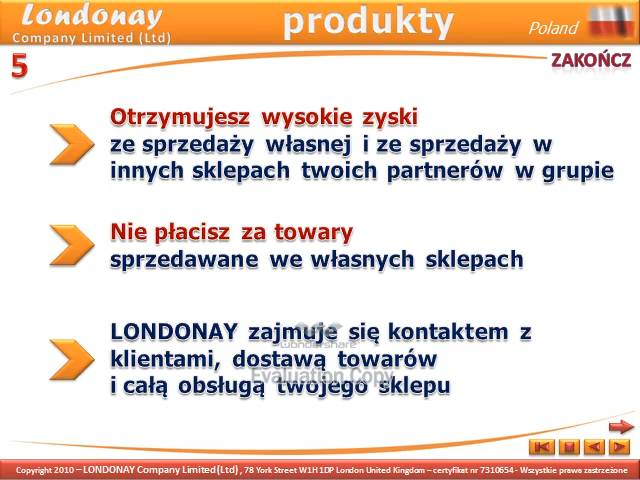 Londonay
Company Limited (Ltd)
produkty
Poland
5
ZAKOŃCZ
Otrzymujesz wysokie zyski
ze sprzedaży własnej i ze sprzedaży w
innych sklepach twoich partnerów w grupie
Nie płacisz za towary
sprzedawane we własnych sklepach
LONDONAY zajmuje się kontaktem z
klientami, dostawą towarów
i całą obsługą twojego sklepu
wondershare
Evaluation Copy
Copyright 2010 – LONDONAY Company Limited (Ltd) , 78 York Street W1H 1DP London United Kingdom – certyfikat nr 7310654 - Wszystkie prawa zastrzeżone